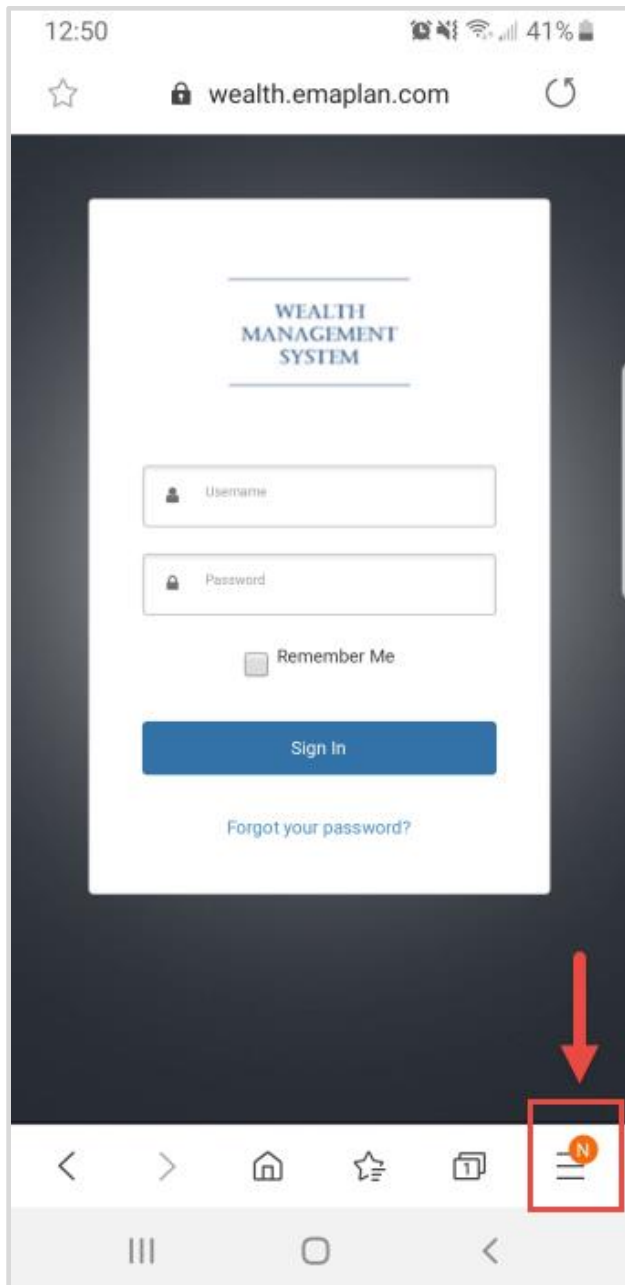 12:50 41%
wealth.emaplan.com
WEALTH
MANAGEMENT
SYSTEM
Username
Password
Remember Me
Sign In
Forgot your password?
1 N